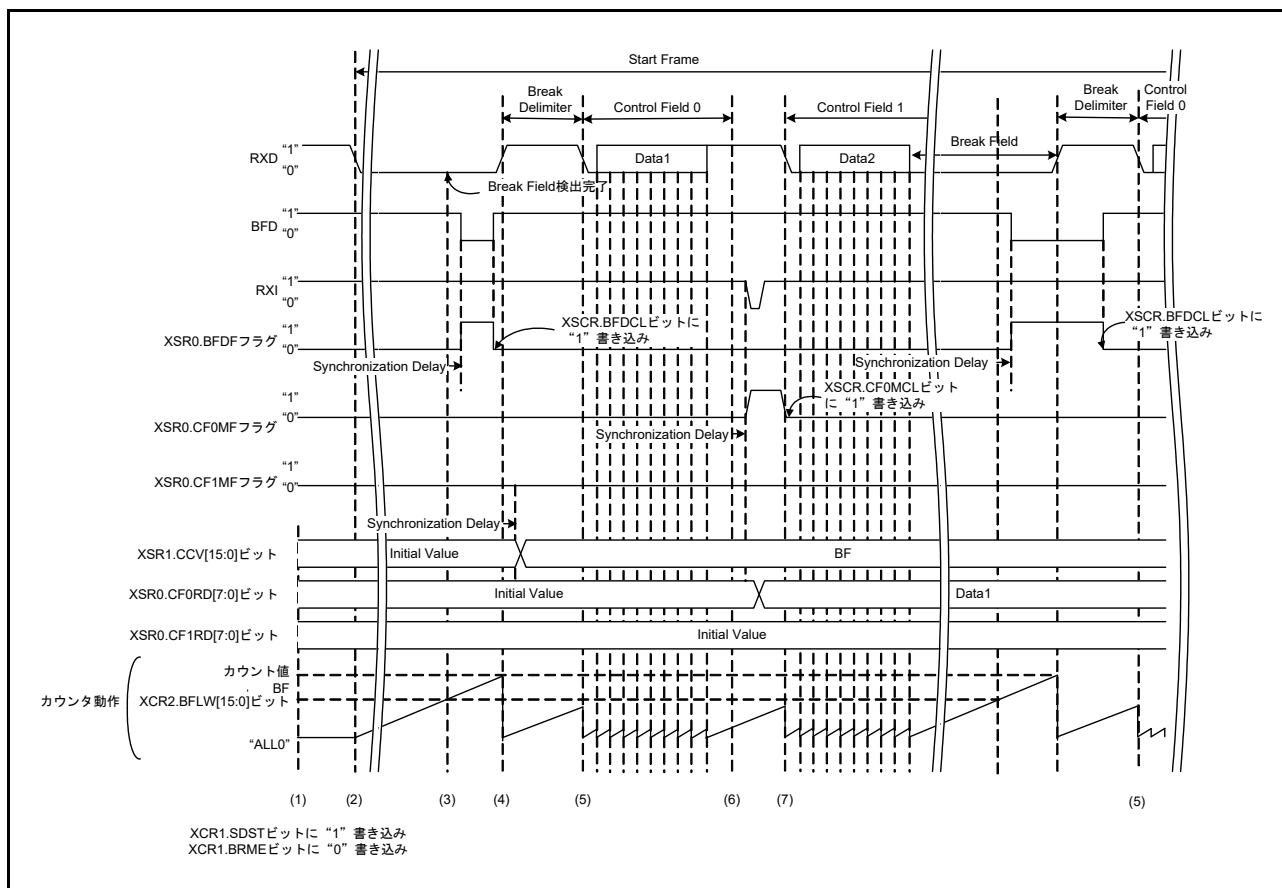 Start Frame
Break
Delimiter
Control Field 0
Control Field 1
Break
Delimiter
Control
Field 0
Break Field
RXD
“1”
“0”
Data1
Data2
Break Field検出完了
BFD
“1”
“0”
RXI
“1”
“0”
XSCR.BFDCLビットに
“1”書き込み
XSCR.BFDCLビットに
“1”書き込み
XSR0.BFDFフラグ
“1”
“0”
Synchronization Delay
Synchronization Delay
XSCR.CF0MCLビット
に“1”書き込み
“1”
“0”
XSR0.CF0MFフラグ
Synchronization Delay
“1”
XSR0.CF1MFフラグ “0”
Synchronization Delay
XSR1.CCV[15:0]ビット
Initial Value
BF
XSR0.CF0RD[7:0]ビット
Initial Value
Data1
XSR0.CF1RD[7:0]ビット
Initial Value
カウント値
BF
カウンタ動作
XCR2.BFLW[15:0]ビット
“ALL0”
(1) (2) (3) (4) (5) (6) (7) (5)
XCR1.SDSTビットに“1”書き込み
XCR1.BRMEビットに“0”書き込み